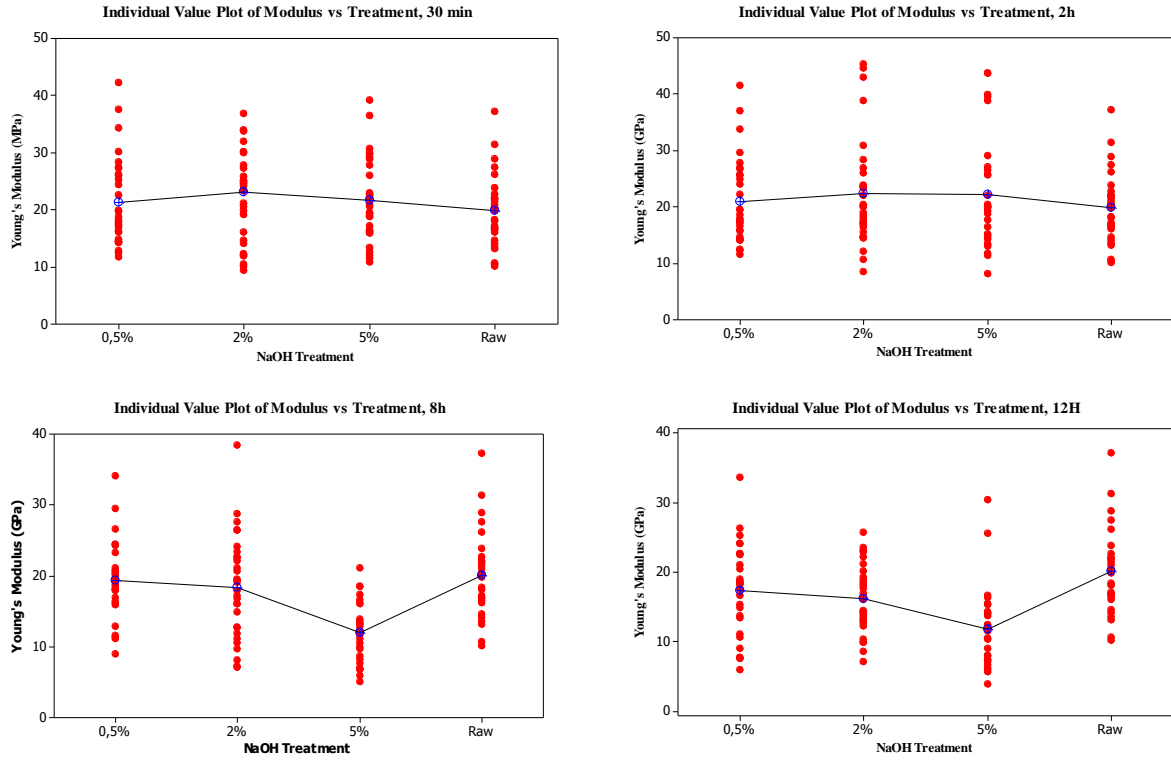 Individual Value Plot of Modulus vs Treatment, 30 min
Young's Modulus (MPa)
50
40
30
20
10
0
0,5%
2%
5%
Raw
NaOH Treatment
Individual Value Plot of Modulus vs Treatment, 2h
Young's Modulus (GPa)
50
40
30
20
10
0
0,5%
2%
5%
Raw
NaOH Treatment
Individual Value Plot of Modulus vs Treatment, 8h
Young's Modulus (GPa)
40
30
20
10
0
0,5%
2%
5%
Raw
NaOH Treatment
Individual Value Plot of Modulus vs Treatment, 12H
Young's Modulus (GPa)
40
30
20
10
0
0,5%
2%
5%
Raw
NaOH Treatment